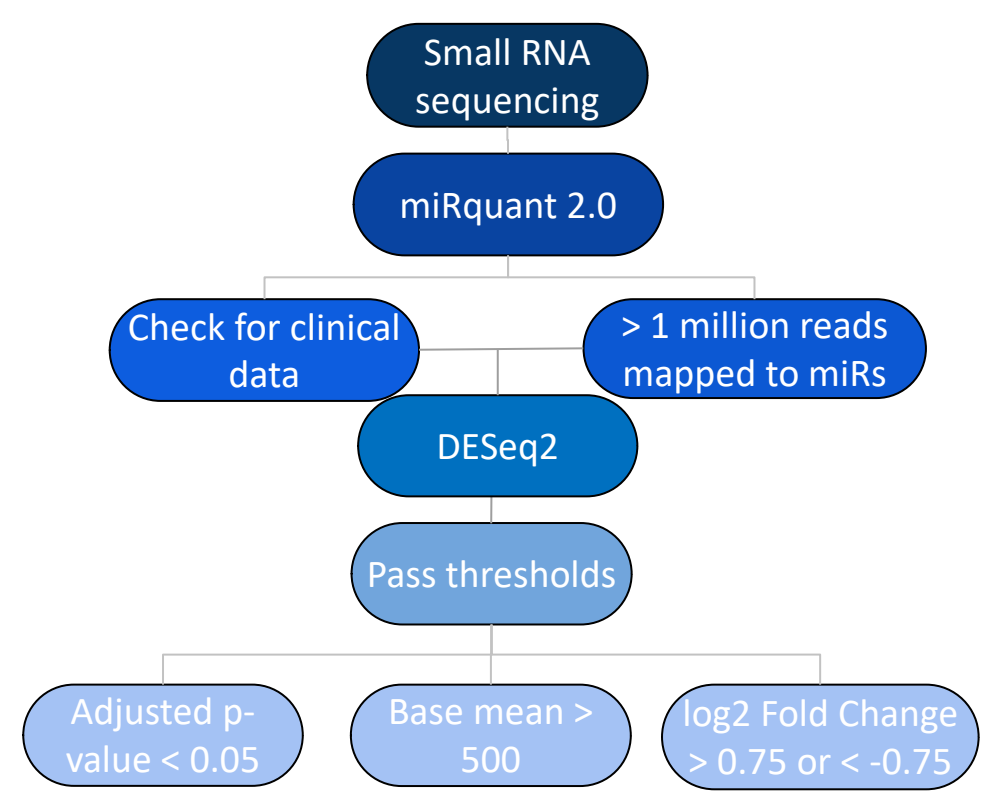 Small RNA
sequencing
miRquant 2.0
Check for clinical
data
> 1 million reads
mapped to miRs
DESeq2
Pass thresholds
Adjusted p-
value < 0.05
Base mean >
500
log2 Fold Change
> 0.75 or < -0.75